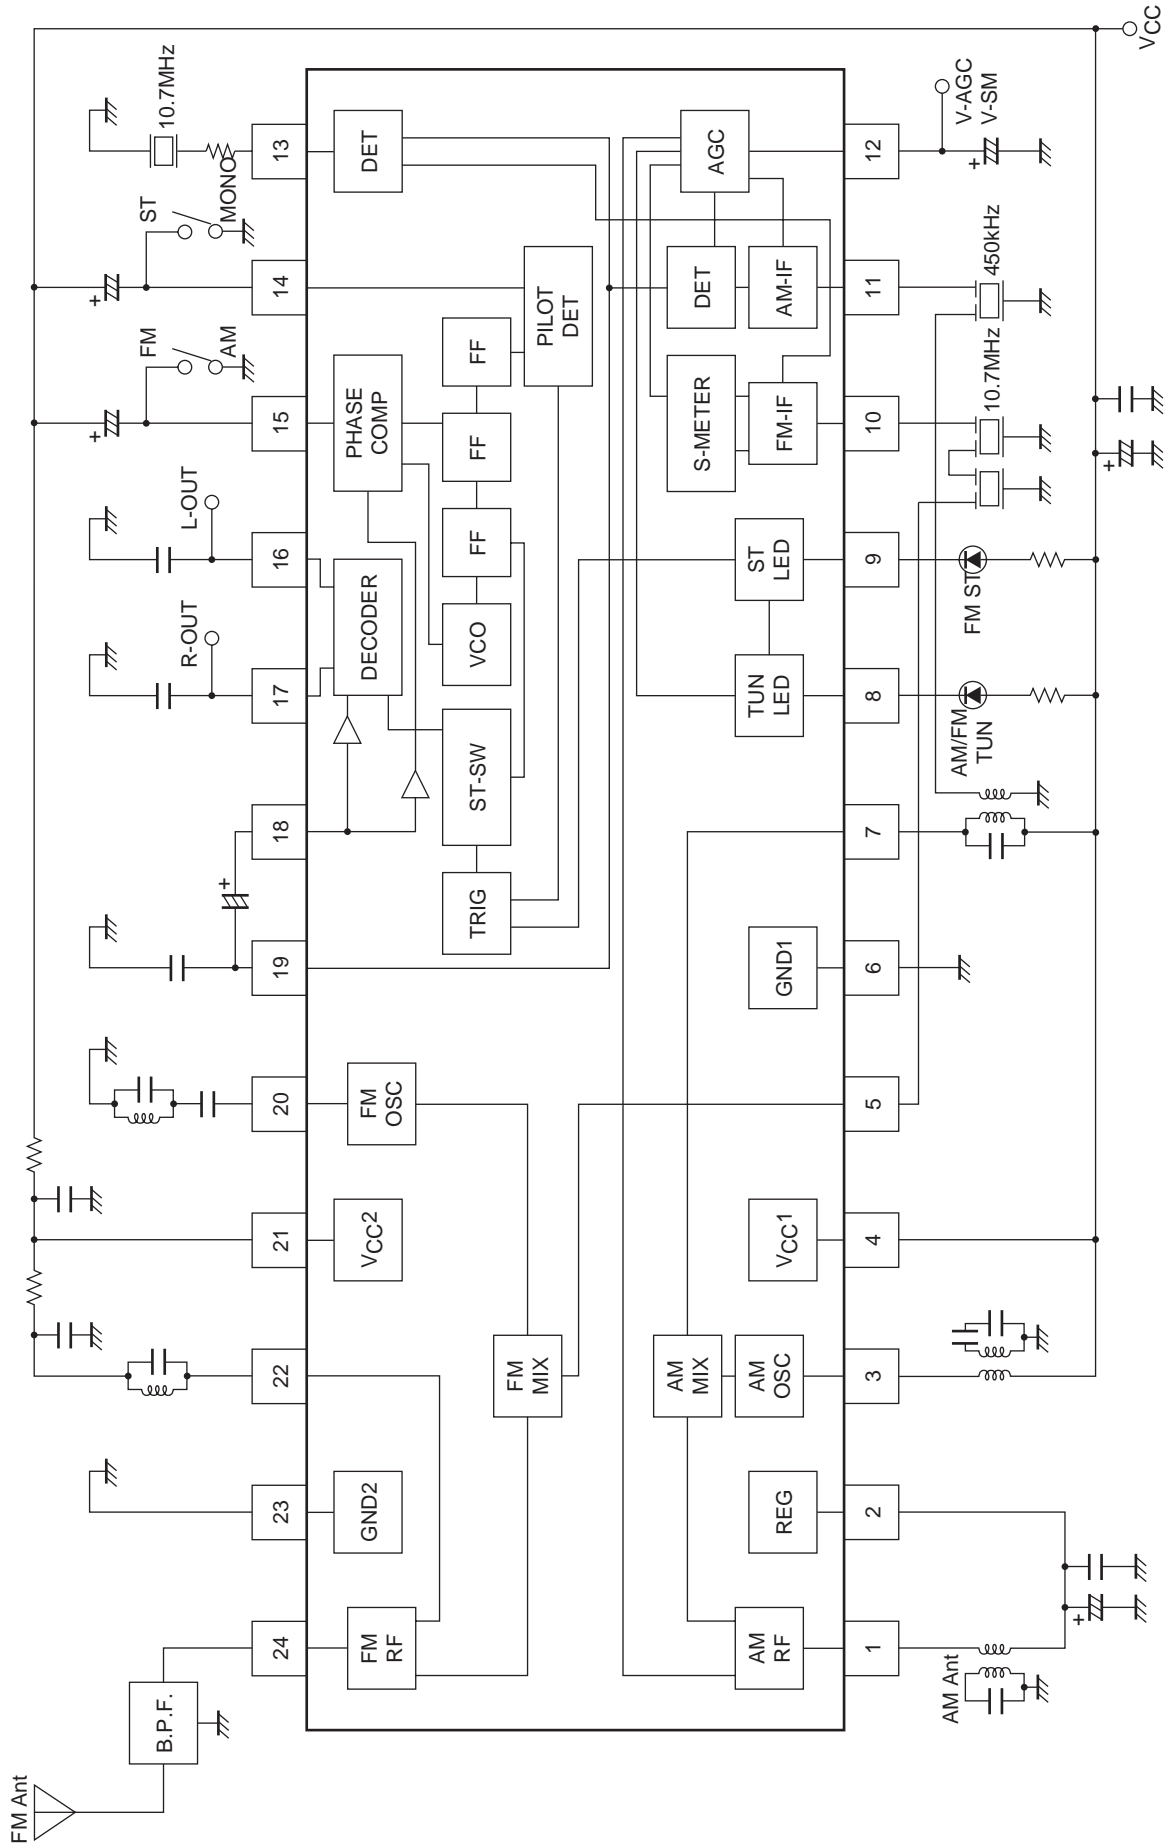 FM Ant
B.P.F.
24
23
22
21
20
19
18
17
16
15
14
13
R-OUT
L-OUT
FM
AM
ST
MONO
10.7MHz
FM
RF
GND2
VCC2
FM
OSC
DECODER
PHASE
COMP
DET
TRIG
ST-SW
VCO
FF
FF
FF
PILOT
DET
FM
MIX
AM
MIX
AM
RF
REG
AM
OSC
VCC1
GND1
TUN
LED
ST
LED
S-METER
FM-IF
DET
AM-IF
AGC
1
2
3
4
5
6
7
8
9
10
11
12
AM Ant
AM/FM
TUN
FM ST
10.7MHz
450kHz
V-AGC
V-SM
VCC
+
+
+
+
+
+